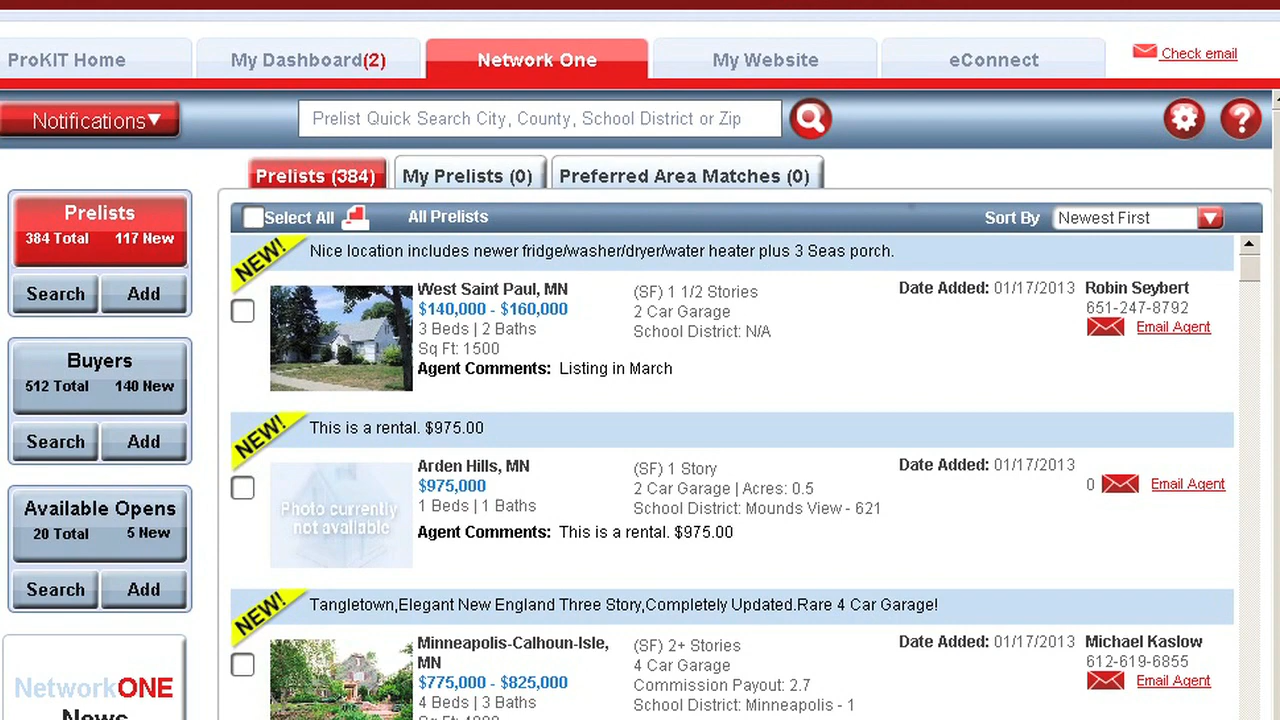 ProKIT Home
My Dashboard(2)
Network One
My Website
eConnect
Check email
Notifications▼
Prelist Quick Search City, County, School District or Zip
?
Prelists (384)
My Prelists (0)
Preferred Area Matches (0)
Prelists
384 Total 117 New
Search Add
Buyers
512 Total 140 New
Search Add
Available Opens
20 Total 5 New
Search Add
NetworkONE
News
Select All
All Prelists
Sort By Newest First
NEW!
Nice location includes newer fridge/washer/dryer/water heater plus 3 Seas porch.
West Saint Paul, MN
$140,000 - $160,000
3 Beds | 2 Baths
Sq Ft: 1500
(SF) 1 1/2 Stories
2 Car Garage
School District: N/A
Agent Comments: Listing in March
Date Added: 01/17/2013
Robin Seybert
651-247-8792
Email Agent
NEW!
This is a rental. $975.00
Photo currently
not available
Arden Hills, MN
$975,000
1 Beds | 1 Baths
(SF) 1 Story
2 Car Garage | Acres: 0.5
School District: Mounds View - 621
Agent Comments: This is a rental. $975.00
Date Added: 01/17/2013
0 Email Agent
NEW!
Tangletown,Elegant New England Three Story,Completely Updated.Rare 4 Car Garage!
Minneapolis-Calhoun-Isle,
MN
$775,000 - $825,000
4 Beds | 3 Baths
(SF) 2+ Stories
4 Car Garage
Commission Payout: 2.7
School District: Minneapolis - 1
Date Added: 01/17/2013
Michael Kaslow
612-619-6855
Email Agent